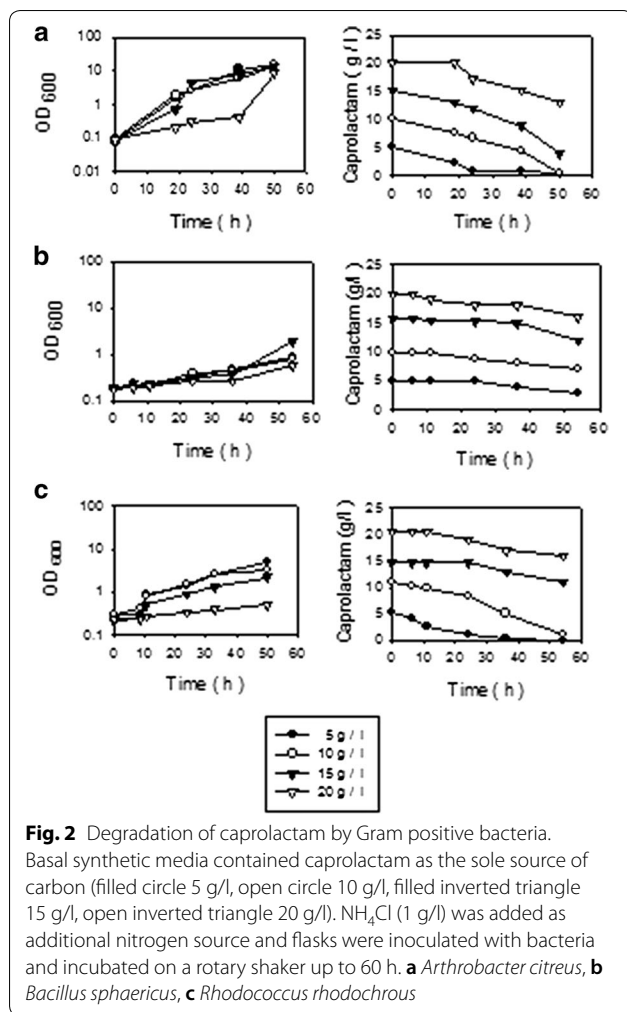 a
OD 600
100
10
1
0.1
0.01
0 10 20 30 40 50 60
Time ( h )
Caprolactam ( g / l )
25
20
15
10
5
0
0 10 20 30 40 50 60
Time ( h )
b
OD 600
100
10
1
0.1
0 10 20 30 40 50 60
Time ( h )
Caprolactam (g/l)
25
20
15
10
5
0
0 10 20 30 40 50 60
Time ( h )
c
OD 600
100
10
1
0.1
0 10 20 30 40 50 60
Time ( h )
Caprolactam (g/l)
25
20
15
10
5
0
0 10 20 30 40 50 60
Time ( h )
5 g / l
10 g / l
15 g / l
20 g / l
Fig. 2 Degradation of caprolactam by Gram positive bacteria.
Basal synthetic media contained caprolactam as the sole source of
carbon (filled circle 5 g/l, open circle 10 g/l, filled inverted triangle
15 g/l, open inverted triangle 20 g/l). NH4Cl (1 g/l) was added as
additional nitrogen source and flasks were inoculated with bacteria
and incubated on a rotary shaker up to 60 h. a Arthrobacter citreus, b
Bacillus sphaericus, c Rhodococcus rhodochrous